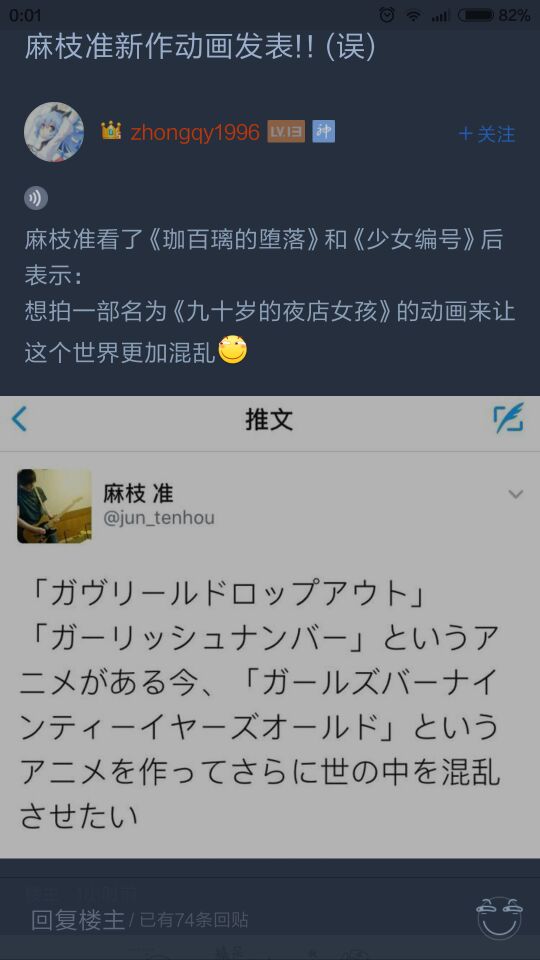 0:01
82%
麻枝准新作动画发表!! (误)
zhongqy1996 LV.13 神
+关注
麻枝准看了《珈百璃的堕落》和《少女编号》后
表示：
想拍一部名为《九十岁的夜店女孩》的动画来让
这个世界更加混乱
推文
麻枝 准
@jun_tenhou
「ガヴリールドロップアウト」
「ガーリッシュナンバー」というア
ニメがある今、「ガールズバーナイ
ンティーイヤーズオールド」という
アニメを作ってさらに世の中を混乱
させたい
楼主 1小时前
回复楼主 / 已有74条回贴